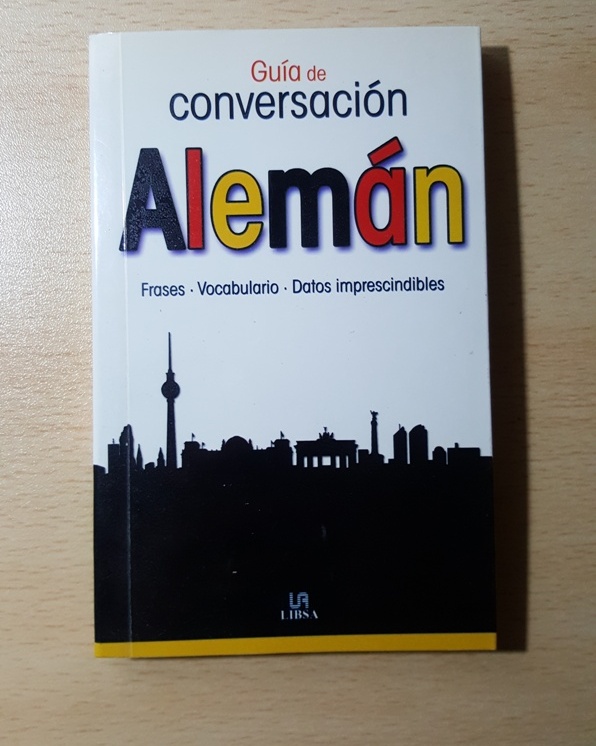 Guía de
conversación
Alemán
Frases · Vocabulario · Datos imprescindibles
LIBSA